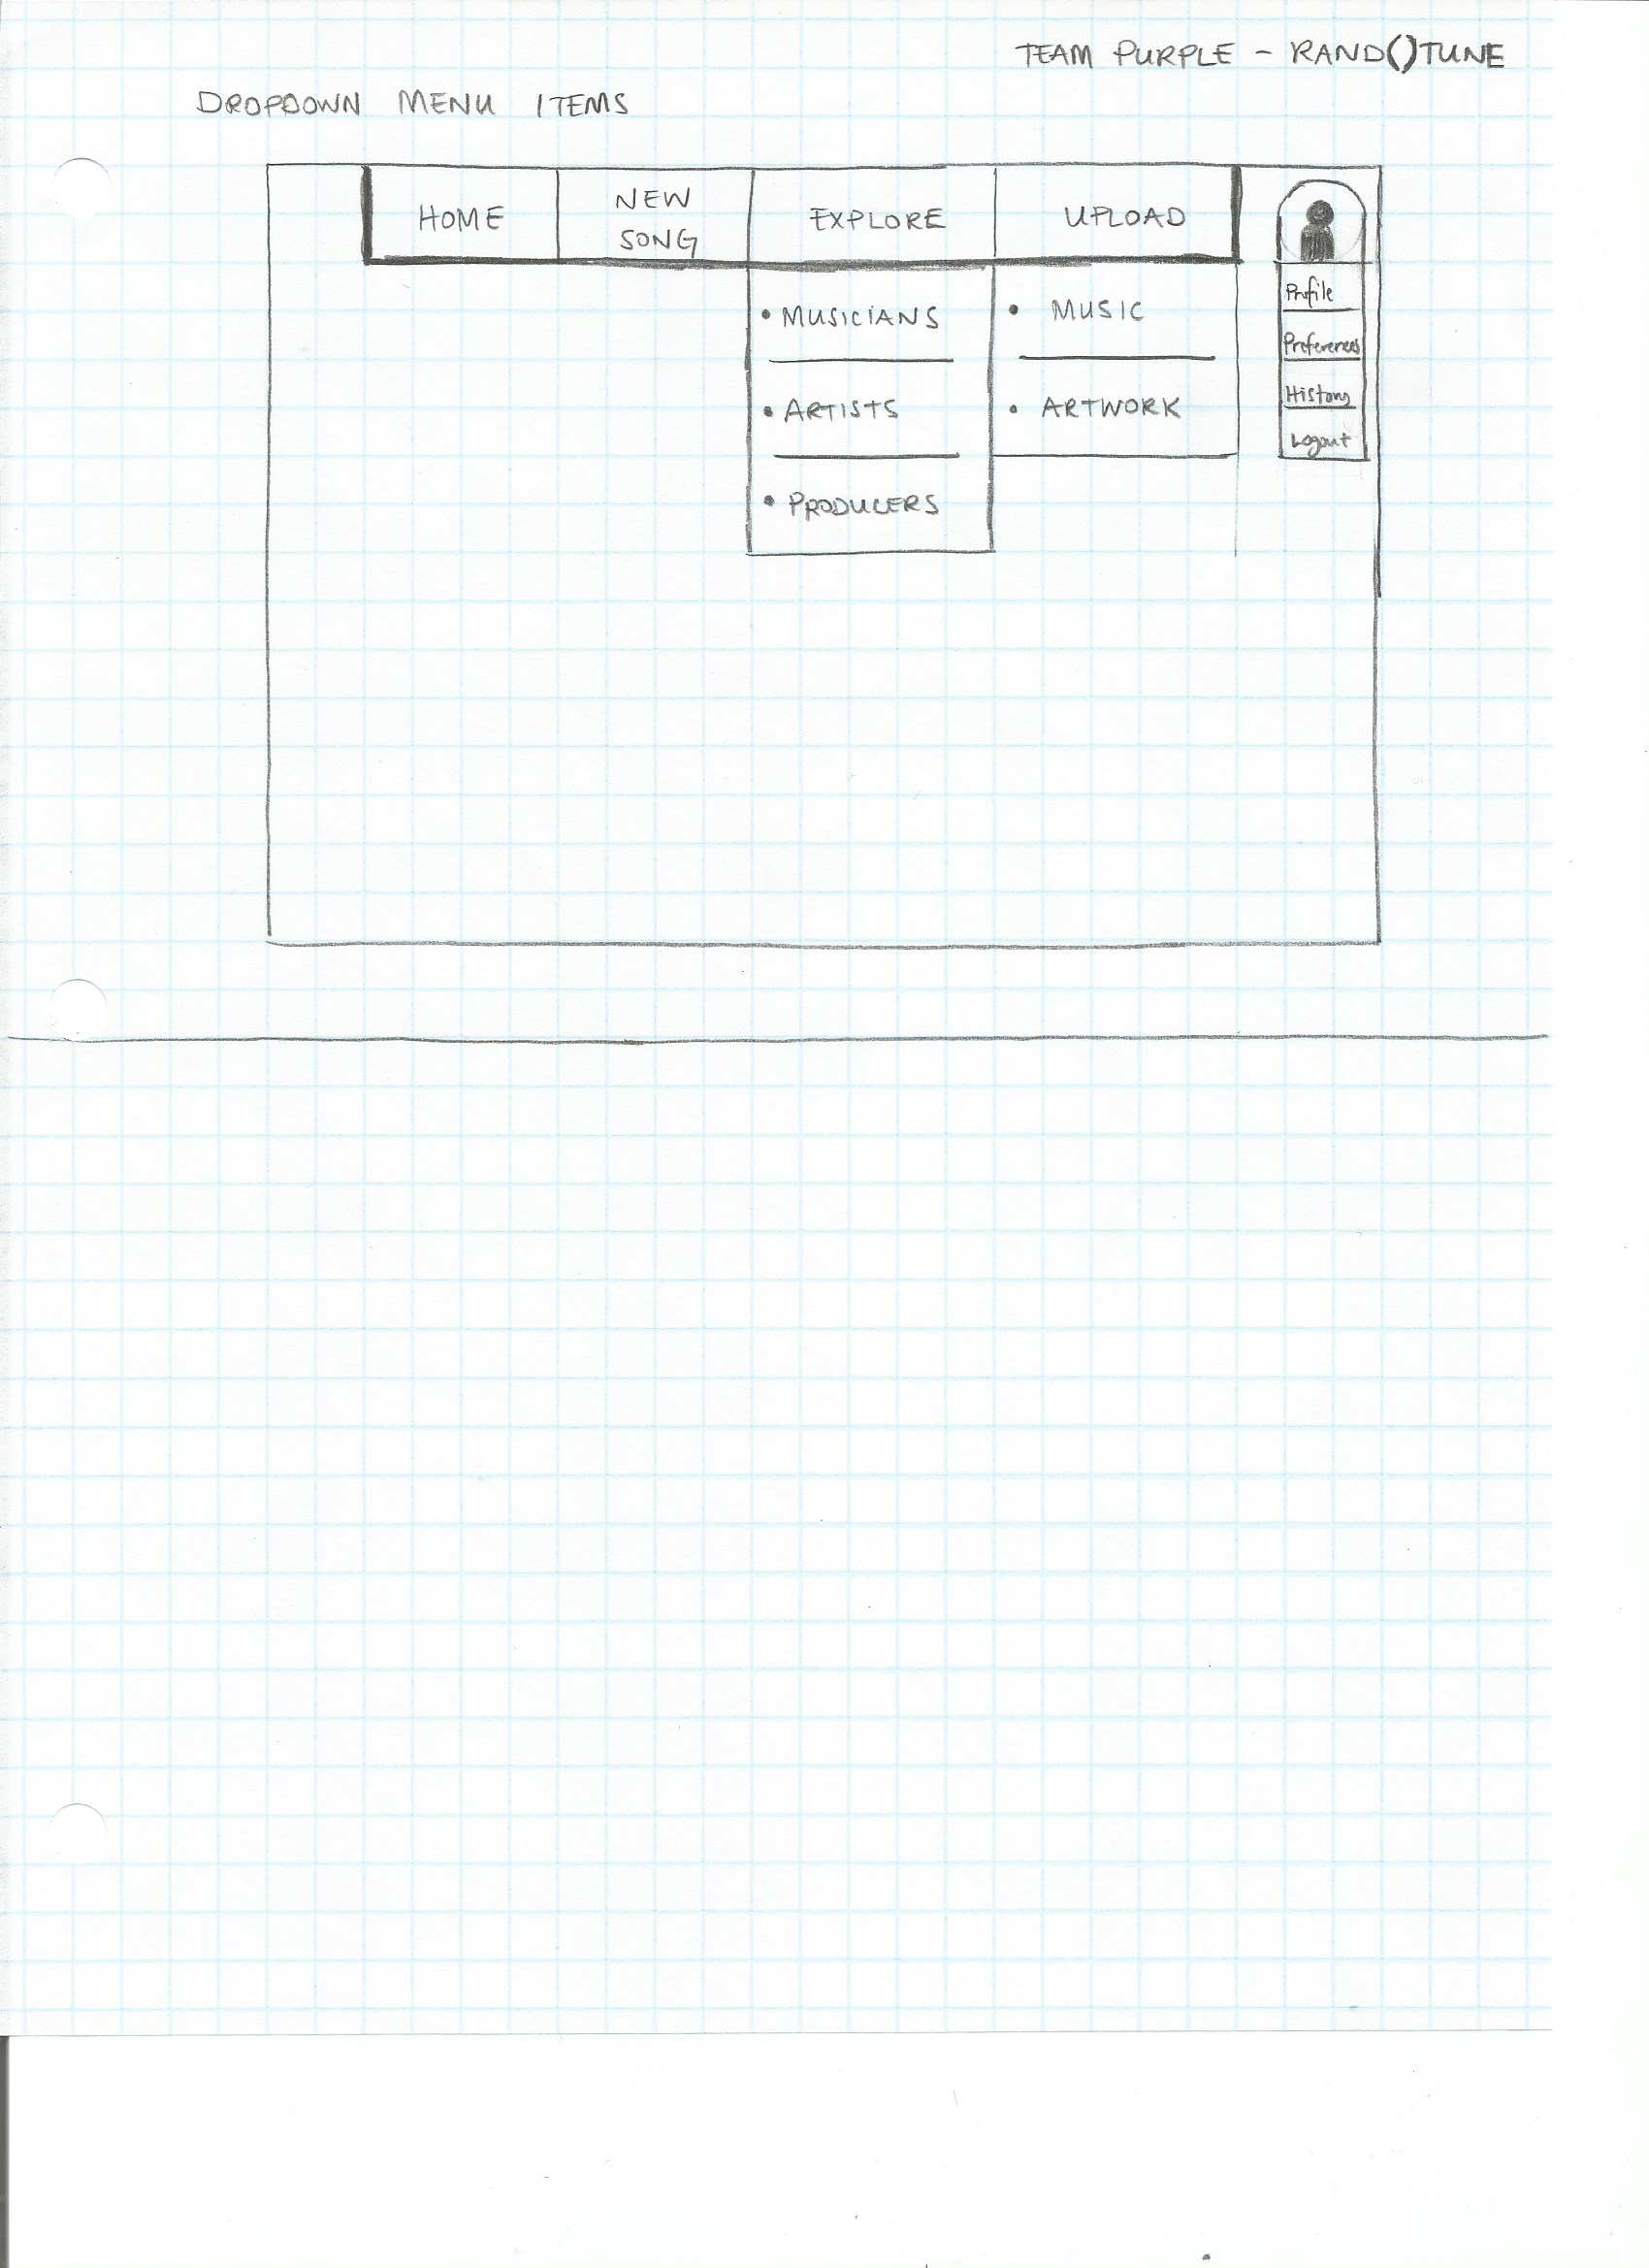 TEAM PURPLE - RAND()TUNE
DROPDOWN MENU ITEMS
HOME
NEW
SONG
EXPLORE
UPLOAD
• MUSICIANS
• ARTISTS
• PRODUCERS
• MUSIC
• ARTWORK
Profile
Preferences
History
Logout